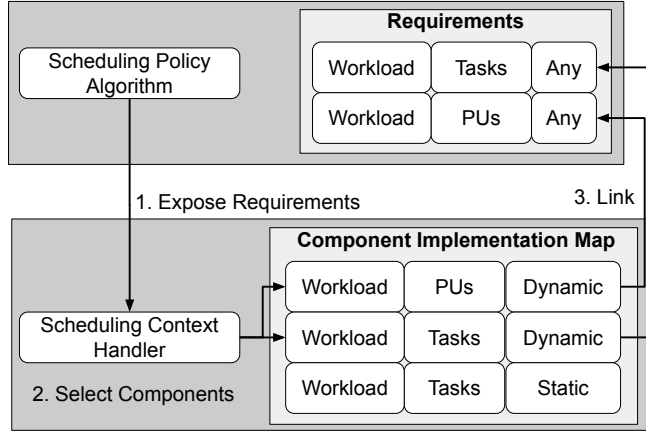 Requirements
Scheduling Policy
Algorithm
Workload Tasks Any
Workload PUs Any
1. Expose Requirements
3. Link
Component Implementation Map
Workload PUs Dynamic
Scheduling Context
Handler
Workload Tasks Dynamic
Workload Tasks Static
2. Select Components